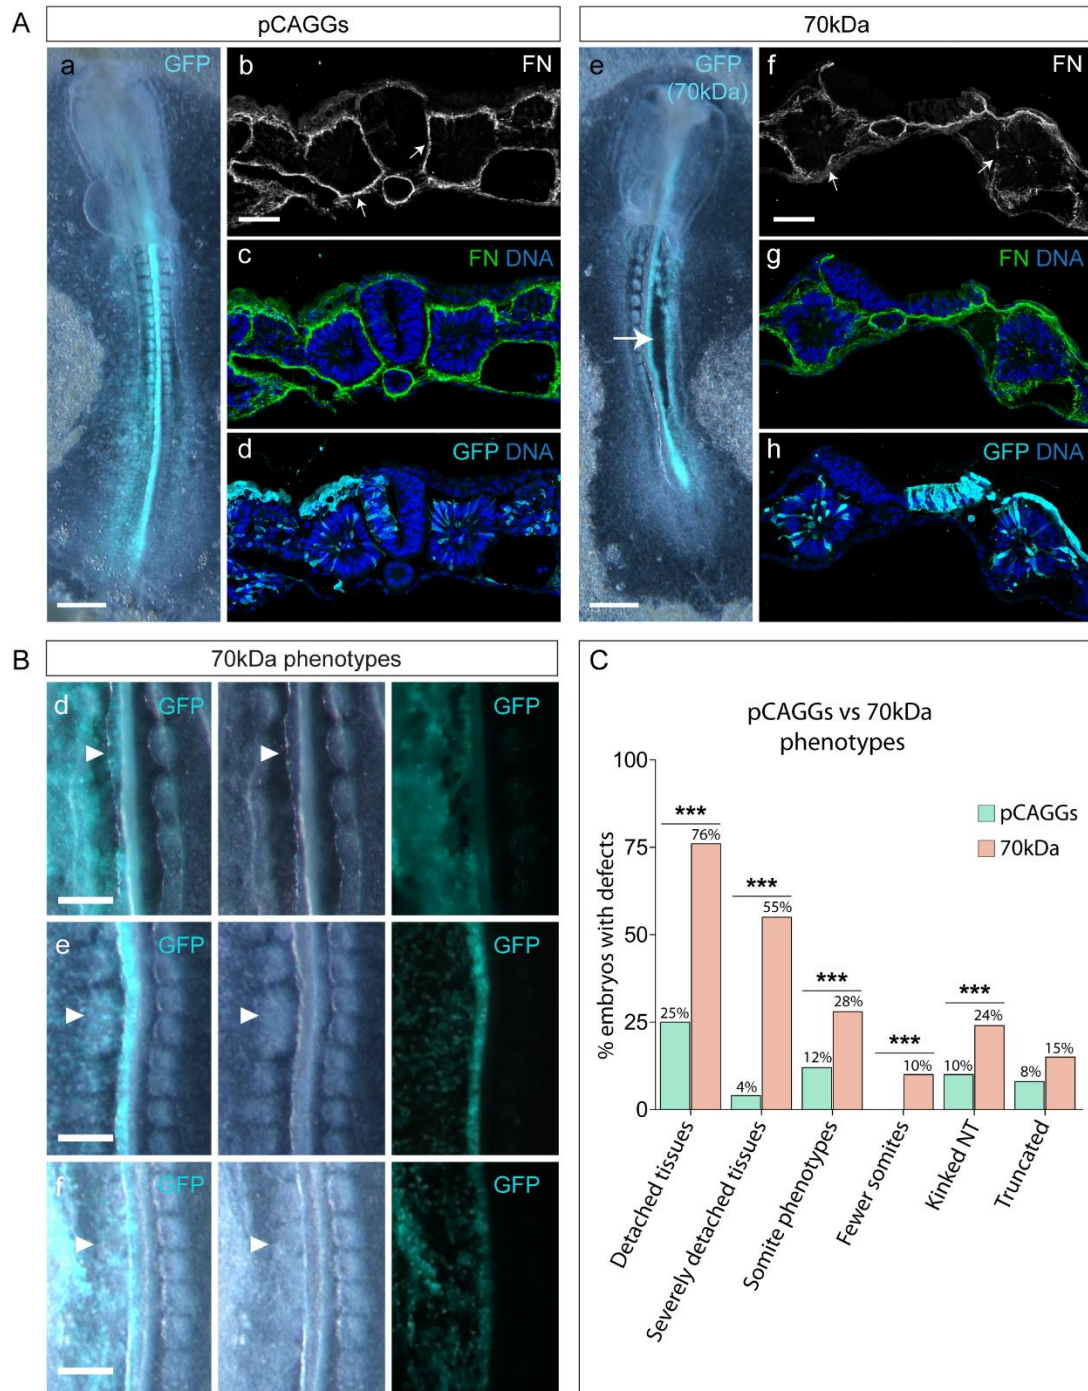 A
pCAGGs
70kDa
a
GFP
b
FN
c
FN DNA
d
GFP DNA
e
GFP
(70kDa)
f
FN
g
FN DNA
h
GFP DNA
B
70kDa phenotypes
d
GFP
GFP
e
GFP
GFP
f
GFP
GFP
C
pCAGGs vs 70kDa
phenotypes
% embryos with defects
100
75
50
25
0
pCAGGs
70kDa
***
25%
76%
***
4%
55%
***
12%
28%
***
10%
***
10%
24%
8%
15%
Detached tissues
Severely detached tissues
Somite phenotypes
Fewer somites
Kinked NT
Truncated